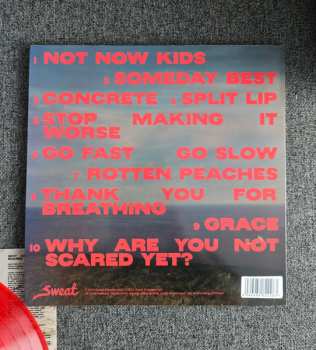 1 NOT NOW KIDS
2 SOMEDAY BEST
3 CONCRETE 4 SPLIT LIP
5 STOP MAKING IT
WORSE
6 GO FAST GO SLOW
7 ROTTEN PEACHES
8 THANK YOU FOR
BREATHING
9 GRACE
10 WHY ARE YOU NOT
SCARED YET?
Sweat